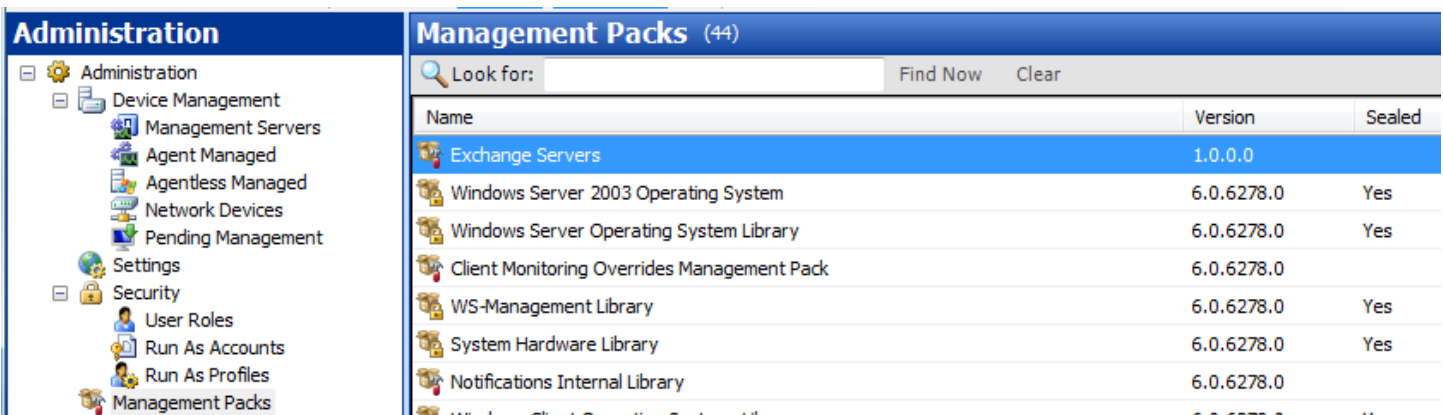 Administration
Administration
Device Management
Management Servers
Agent Managed
Agentless Managed
Network Devices
Pending Management
Settings
Security
User Roles
Run As Accounts
Run As Profiles
Management Packs
Management Packs (44)
Look for: Find Now Clear
Name Version Sealed
Exchange Servers 1.0.0.0
Windows Server 2003 Operating System 6.0.6278.0 Yes
Windows Server Operating System Library 6.0.6278.0 Yes
Client Monitoring Overrides Management Pack 6.0.6278.0
WS-Management Library 6.0.6278.0 Yes
System Hardware Library 6.0.6278.0 Yes
Notifications Internal Library 6.0.6278.0